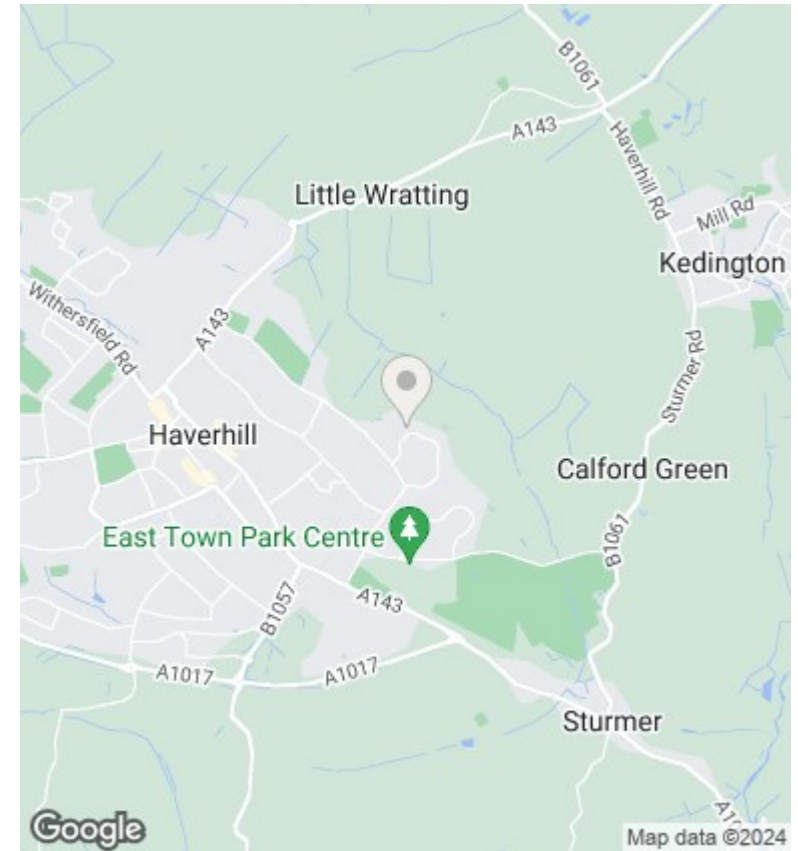 B1061
A143
Haverhill Rd
Little Wratting
Mill Rd
Kedington
Withersfield Rd
A143
Sturmer Rd
Haverhill
Calford Green
East Town Park Centre
B1061
B1057
A143
A1017
A1017
Sturmer
Google
Map data ©2024